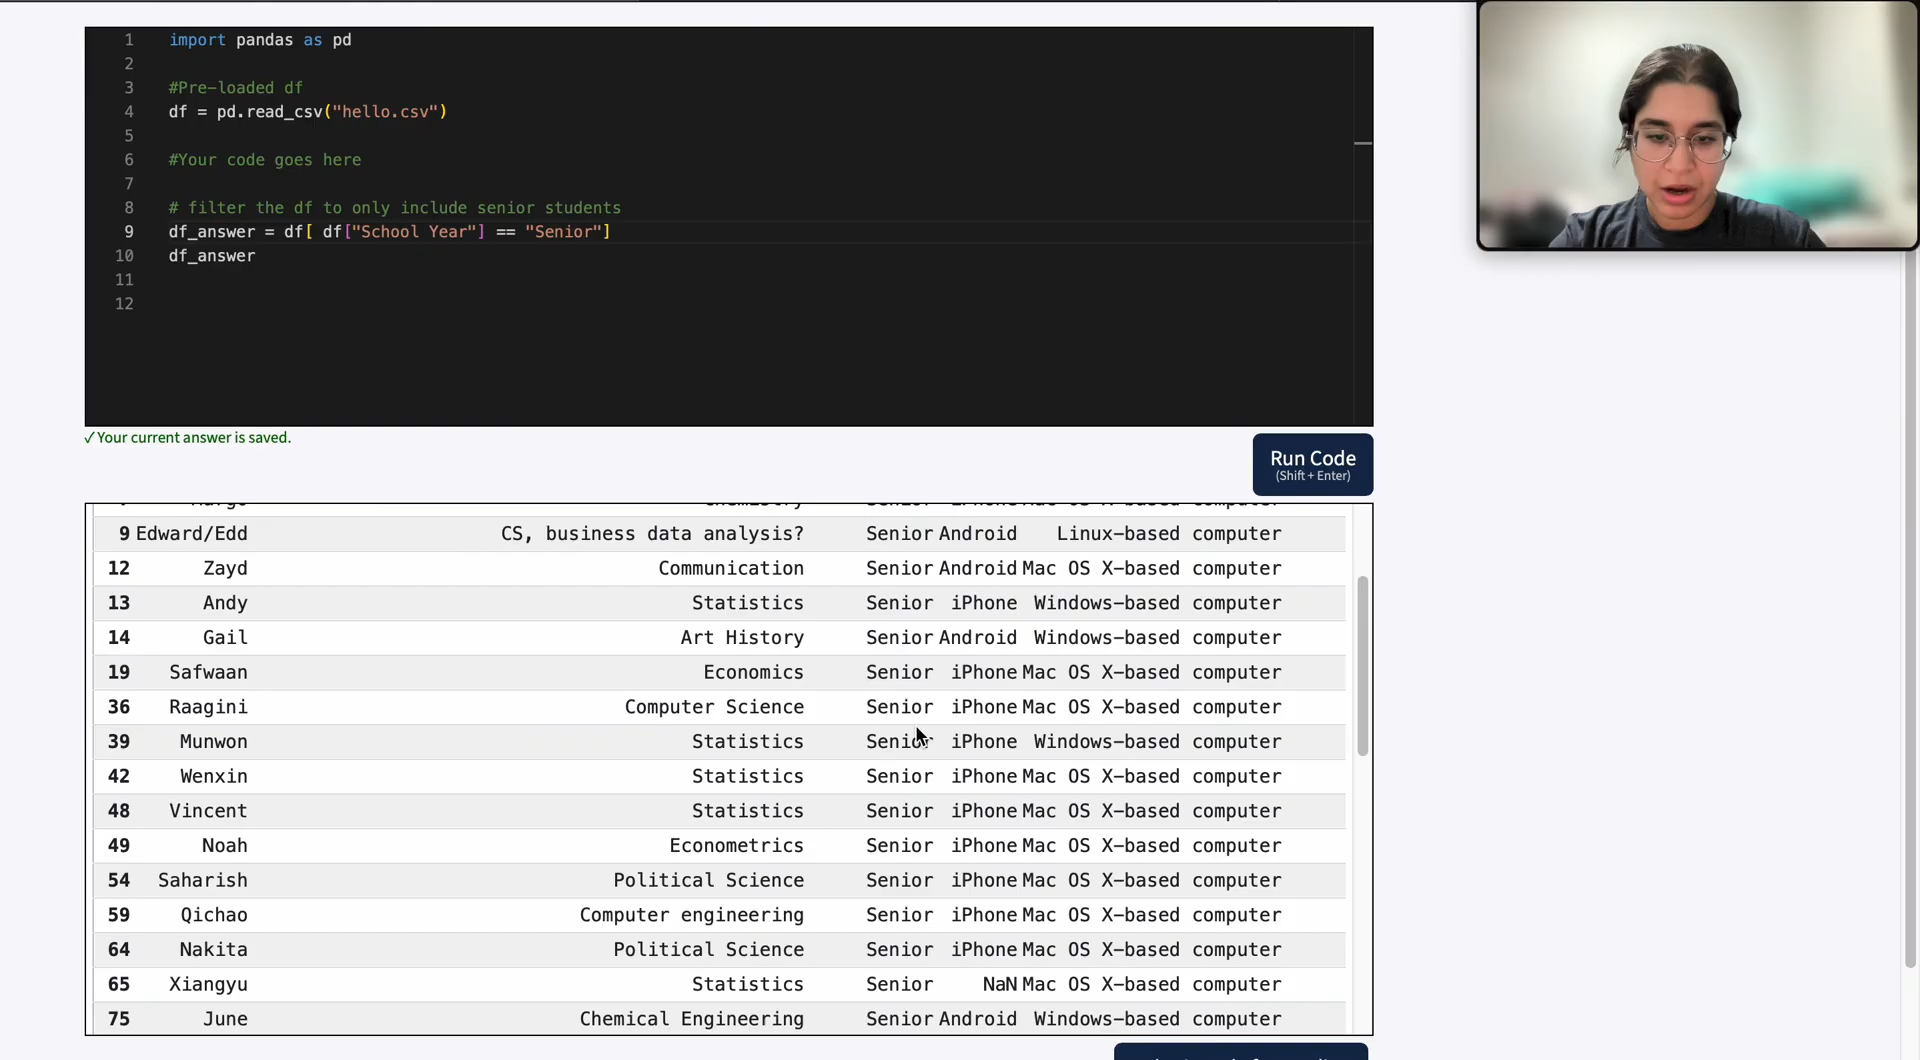 1 import pandas as pd
2
3 #Pre-loaded df
4 df = pd.read_csv("hello.csv")
5
6 #Your code goes here
7
8 # filter the df to only include senior students
9 df_answer = df[ df["School Year"] == "Senior"]
10 df_answer
11
12
✓ Your current answer is saved.
Run Code
(Shift + Enter)
9 Edward/Edd CS, business data analysis? Senior Android Linux-based computer
12 Zayd Communication Senior Android Mac OS X-based computer
13 Andy Statistics Senior iPhone Windows-based computer
14 Gail Art History Senior Android Windows-based computer
19 Safwaan Economics Senior iPhone Mac OS X-based computer
36 Raagini Computer Science Senior iPhone Mac OS X-based computer
39 Munwon Statistics Senior iPhone Windows-based computer
42 Wenxin Statistics Senior iPhone Mac OS X-based computer
48 Vincent Statistics Senior iPhone Mac OS X-based computer
49 Noah Econometrics Senior iPhone Mac OS X-based computer
54 Saharish Political Science Senior iPhone Mac OS X-based computer
59 Qichao Computer engineering Senior iPhone Mac OS X-based computer
64 Nakita Political Science Senior iPhone Mac OS X-based computer
65 Xiangyu Statistics Senior NaN Mac OS X-based computer
75 June Chemical Engineering Senior Android Windows-based computer